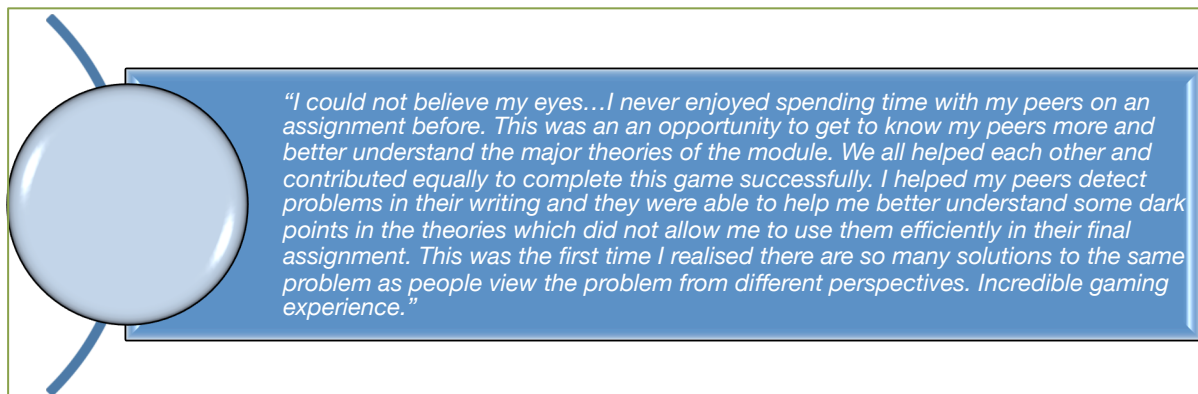 “I could not believe my eyes…I never enjoyed spending time with my peers on an
assignment before. This was an an opportunity to get to know my peers more and
better understand the major theories of the module. We all helped each other and
contributed equally to complete this game successfully. I helped my peers detect
problems in their writing and they were able to help me better understand some dark
points in the theories which did not allow me to use them efficiently in their final
assignment. This was the first time I realised there are so many solutions to the same
problem as people view the problem from different perspectives. Incredible gaming
experience.”